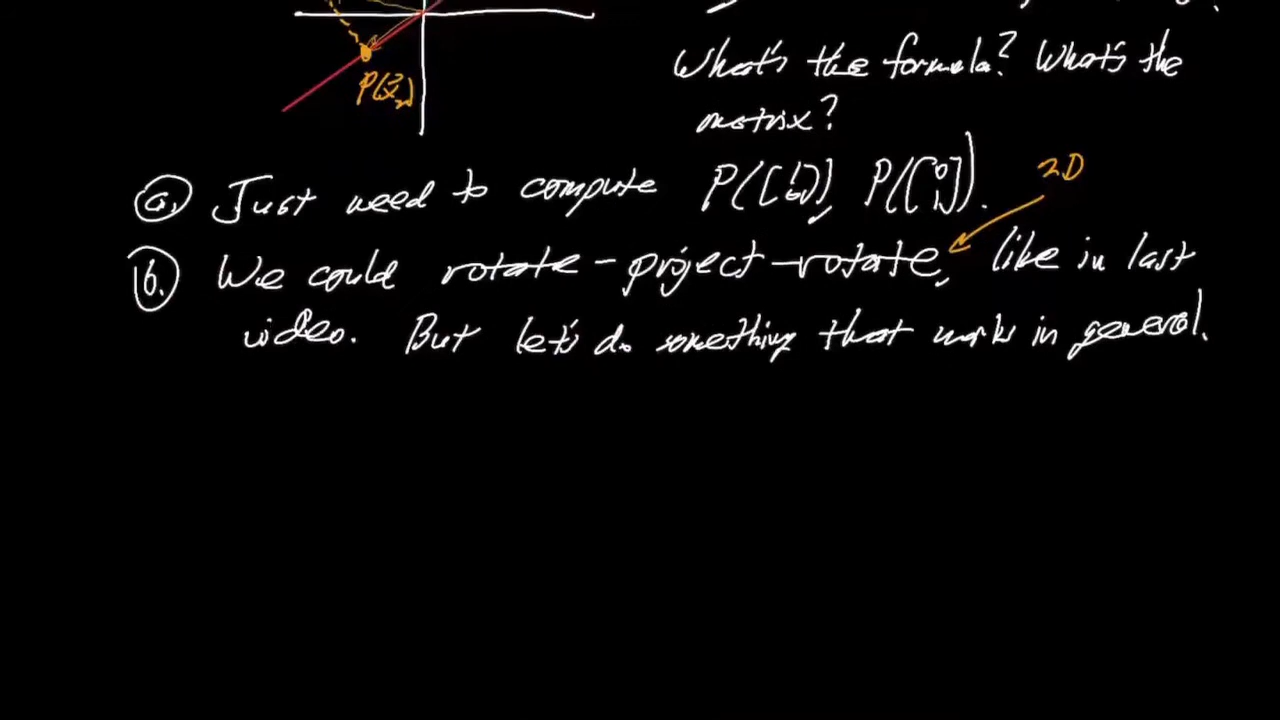 What's the formula? What's the
matrix?
P(x⃗₂)
a. Just need to compute P([1 0]), P([0 1]).
2D
b. We could rotate-project-rotate, like in last
video. But let's do something that works in general.